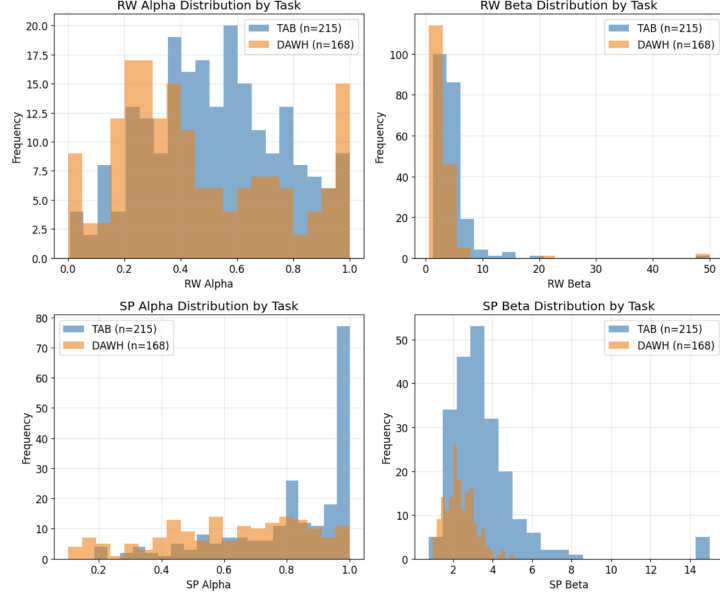 RW Alpha Distribution by Task
20.0
17.5
15.0
12.5
10.0
7.5
5.0
2.5
0.0
Frequency
TAB (n=215)
DAWH (n=168)
0.0 0.2 0.4 0.6 0.8 1.0
RW Alpha
RW Beta Distribution by Task
100
80
60
40
20
0
Frequency
TAB (n=215)
DAWH (n=168)
0 10 20 30 40 50
RW Beta
SP Alpha Distribution by Task
80
70
60
50
40
30
20
10
0
Frequency
TAB (n=215)
DAWH (n=168)
0.2 0.4 0.6 0.8 1.0
SP Alpha
SP Beta Distribution by Task
50
40
30
20
10
0
Frequency
TAB (n=215)
DAWH (n=168)
2 4 6 8 10 12 14
SP Beta